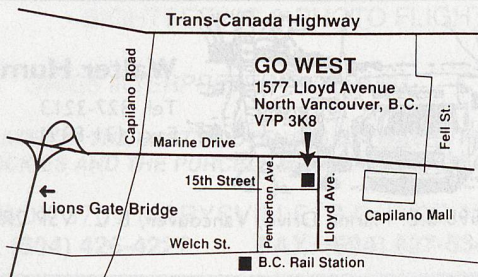 Trans-Canada Highway
Capilano Road
GO WEST
1577 Lloyd Avenue
North Vancouver, B.C.
V7P 3K8
Fell St.
Marine Drive
15th Street
Pemberton Ave.
Lloyd Ave.
Capilano Mall
Lions Gate Bridge
Welch St.
B.C. Rail Station